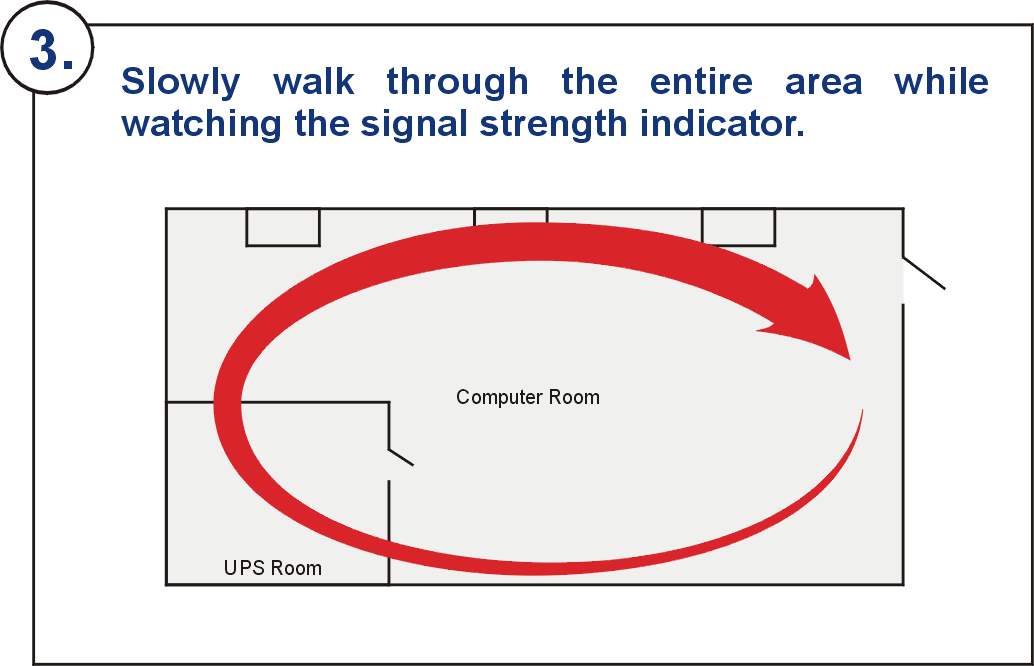 3.
Slowly walk through the entire area while
watching the signal strength indicator.
Computer Room
UPS Room